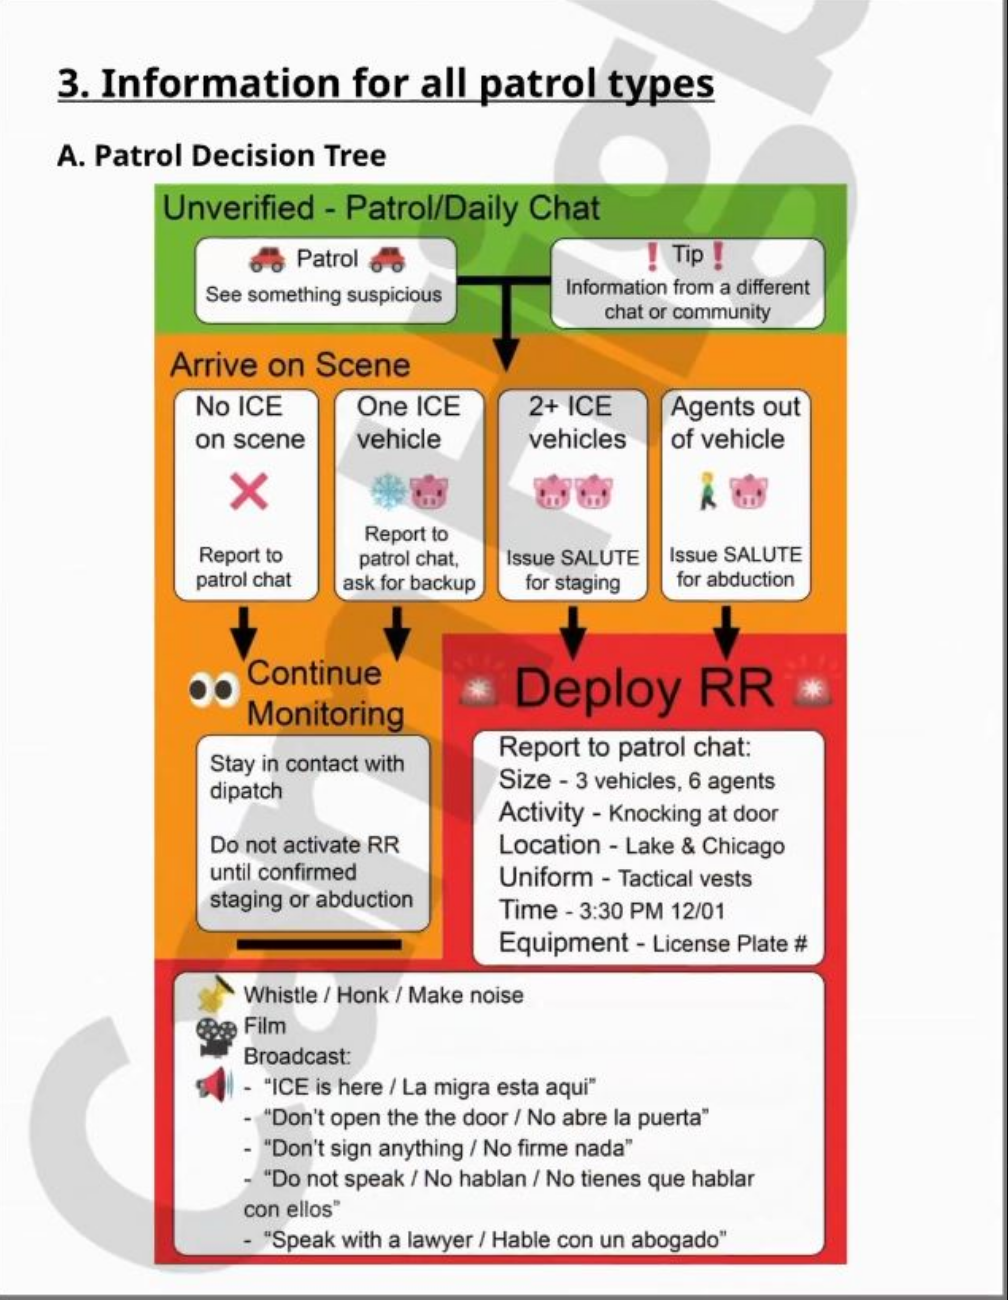 3. Information for all patrol types
A. Patrol Decision Tree
Unverified - Patrol/Daily Chat
Patrol
See something suspicious
Tip
Information from a different
chat or community
Arrive on Scene
No ICE
on scene
Report to
patrol chat
One ICE
vehicle
Report to
patrol chat,
ask for backup
2+ ICE
vehicles
Issue SALUTE
for staging
Agents out
of vehicle
Issue SALUTE
for abduction
Continue
Monitoring
Stay in contact with
dipatch
Do not activate RR
until confirmed
staging or abduction
Deploy RR
Report to patrol chat:
Size - 3 vehicles, 6 agents
Activity - Knocking at door
Location - Lake & Chicago
Uniform - Tactical vests
Time - 3:30 PM 12/01
Equipment - License Plate #
Whistle / Honk / Make noise
Film
Broadcast:
- “ICE is here / La migra esta aqui”
- “Don't open the the door / No abre la puerta”
- “Don't sign anything / No firme nada”
- “Do not speak / No hablan / No tienes que hablar
con ellos”
- “Speak with a lawyer / Hable con un abogado”